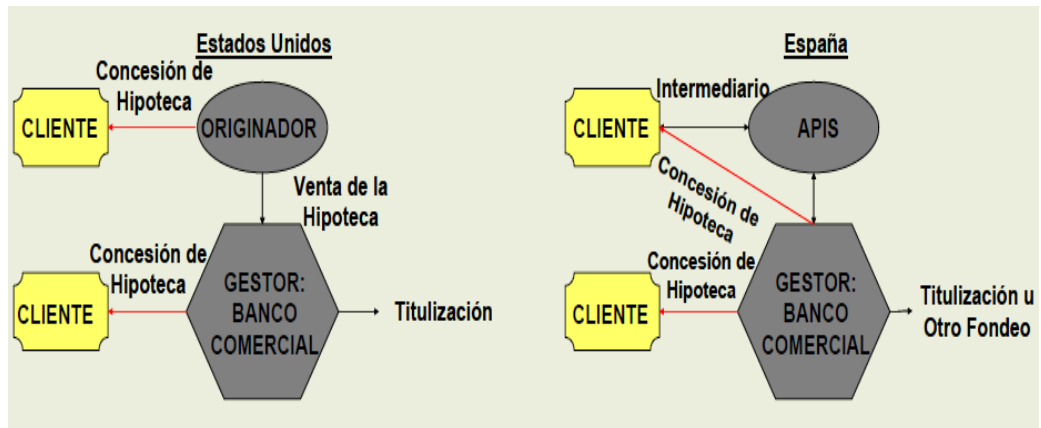 Estados Unidos
Concesión de
Hipoteca
CLIENTE
ORIGINADOR
Venta de la
Hipoteca
Concesión de
Hipoteca
CLIENTE
GESTOR:
BANCO
COMERCIAL
Titulización
España
Intermediario
CLIENTE
APIS
Concesión de
Hipoteca
Concesión de
Hipoteca
CLIENTE
GESTOR:
BANCO
COMERCIAL
Titulización u
Otro Fondeo